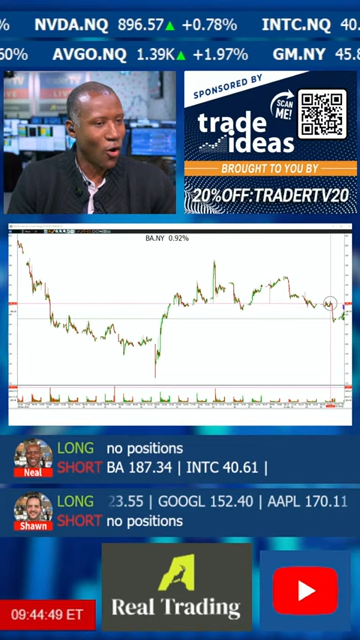 % NVDA.NQ 896.57▲ +0.78% INTC.NQ 40.
60% AVGO.NQ 1.39K▲ +1.97% GM.NY 45.8
SPONSORED BY
SCAN ME!
trade ideas
BROUGHT TO YOU BY
20%OFF:TRADERTV20
BA.NY 0.92%
LONG no positions
SHORT BA 187.34 | INTC 40.61 |
Neal
LONG 23.55 | GOOGL 152.40 | AAPL 170.11
SHORT no positions
Shawn
Real Trading
09:44:49 ET